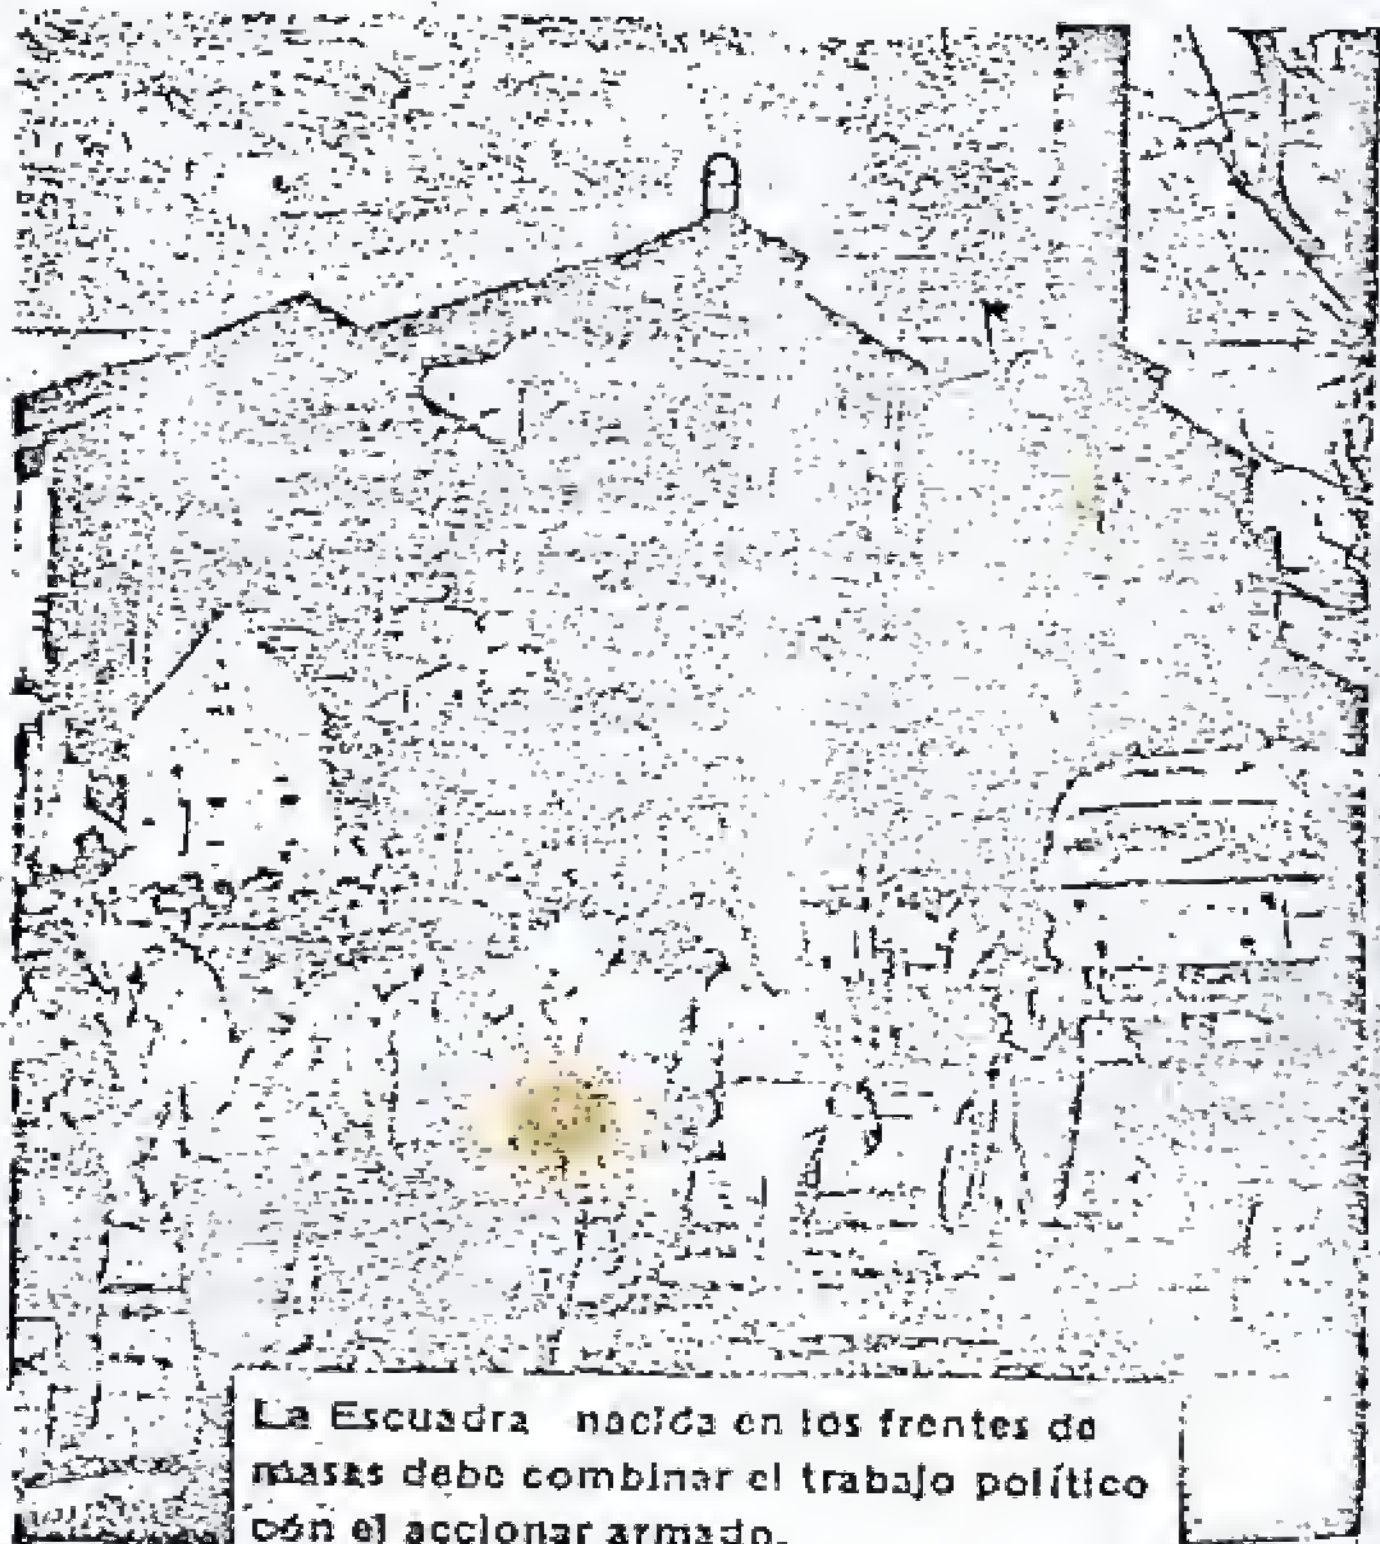 La Escuadra nacida en los frentes de
masas debe combinar el trabajo político
con el accionar armado.